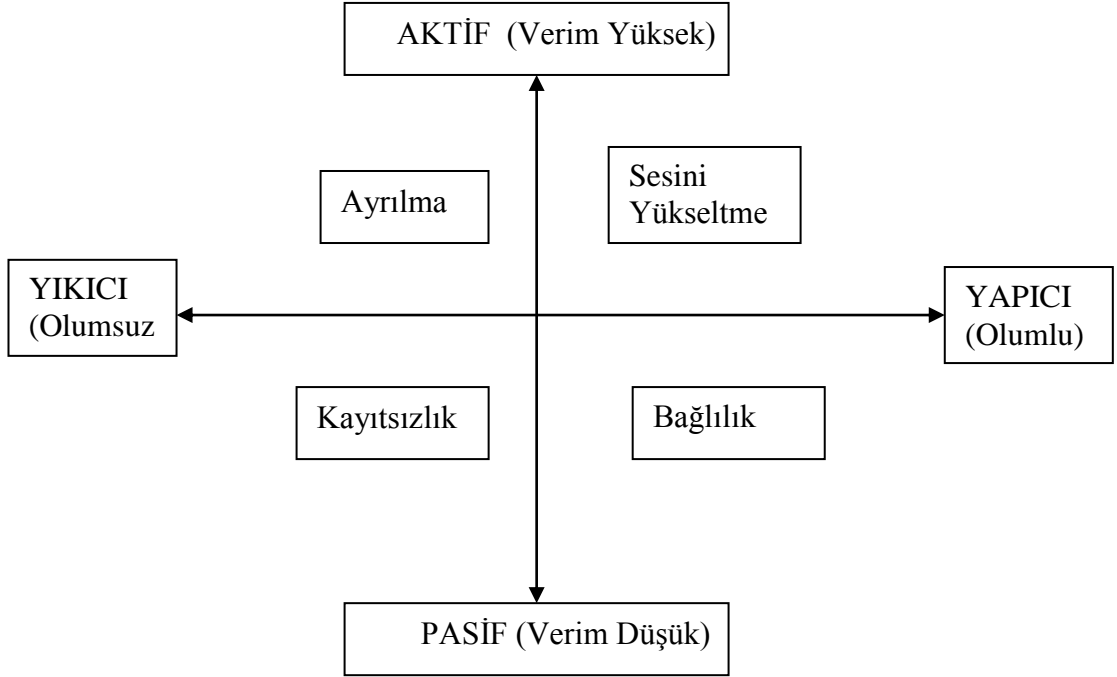 AKTİF (Verim Yüksek)
Ayrılma
Sesini
Yükseltme
YIKICI
(Olumsuz
YAPICI
(Olumlu)
Kayıtsızlık
Bağlılık
PASİF (Verim Düşük)